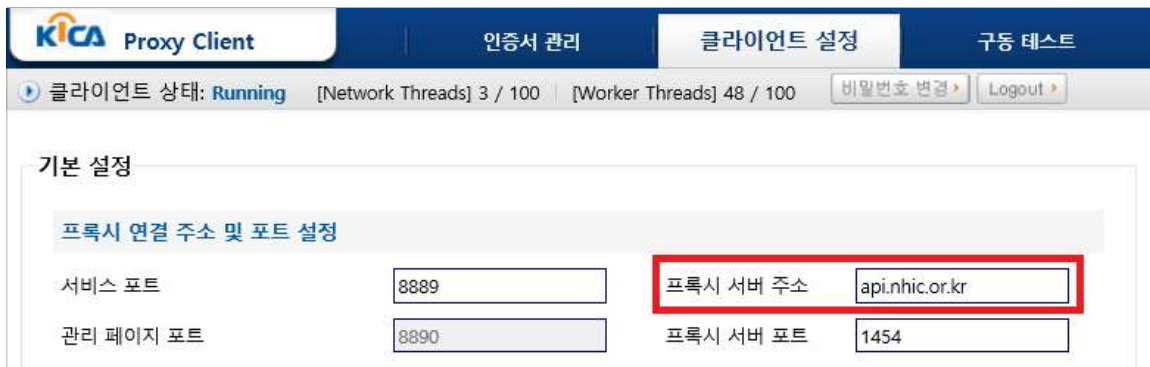 KICA Proxy Client 인증서 관리 클라이언트 설정 구동 테스트
클라이언트 상태: Running [Network Threads] 3 / 100 [Worker Threads] 48 / 100 비밀번호 변경 Logout
기본 설정
프록시 연결 주소 및 포트 설정
서비스 포트 8889 프록시 서버 주소 api.nhic.or.kr
관리 페이지 포트 8890 프록시 서버 포트 1454